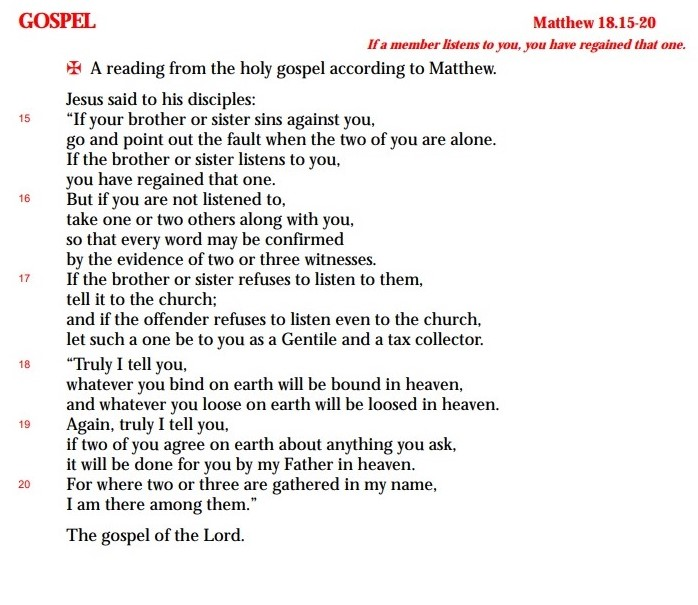 GOSPEL Matthew 18.15-20
If a member listens to you, you have regained that one.
✠ A reading from the holy gospel according to Matthew.
Jesus said to his disciples:
15 “If your brother or sister sins against you,
go and point out the fault when the two of you are alone.
If the brother or sister listens to you,
you have regained that one.
16 But if you are not listened to,
take one or two others along with you,
so that every word may be confirmed
by the evidence of two or three witnesses.
17 If the brother or sister refuses to listen to them,
tell it to the church;
and if the offender refuses to listen even to the church,
let such a one be to you as a Gentile and a tax collector.
18 “Truly I tell you,
whatever you bind on earth will be bound in heaven,
and whatever you loose on earth will be loosed in heaven.
19 Again, truly I tell you,
if two of you agree on earth about anything you ask,
it will be done for you by my Father in heaven.
20 For where two or three are gathered in my name,
I am there among them.”
The gospel of the Lord.